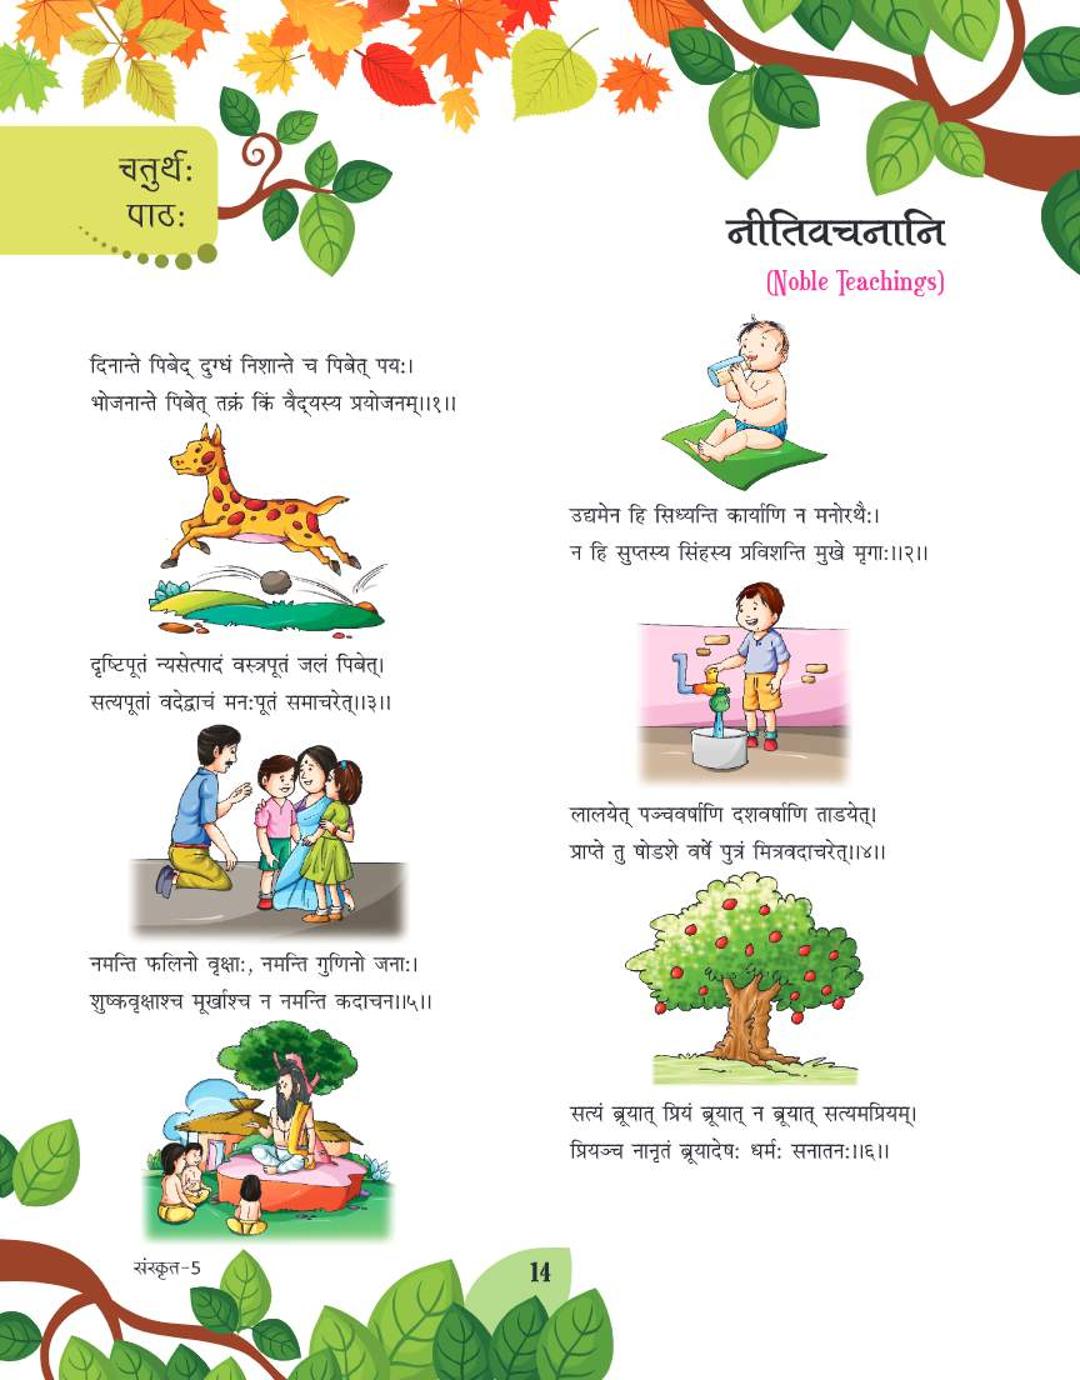 चतुर्थः
पाठः
नीतिवचनानि
(Noble Teachings)
दिनान्ते पिबेद् दुग्धं निशान्ते च पिबेत् पयः।
भोजनान्ते पिबेत् तक्रं किं वैद्यस्य प्रयोजनम्॥१॥
उद्यमेन हि सिध्यन्ति कार्याणि न मनोरथैः।
न हि सुप्तस्य सिंहस्य प्रविशन्ति मुखे मृगाः॥२॥
दृष्टिपूतं न्यसेत्पादं वस्त्रपूतं जलं पिबेत्।
सत्यपूतां वदेद्वाचं मनःपूतं समाचरेत्॥३॥
लालयेत् पञ्चवर्षाणि दशवर्षाणि ताडयेत्।
प्राप्ते तु षोडशे वर्षे पुत्रं मित्रवदाचरेत्॥४॥
नमन्ति फलिनो वृक्षाः, नमन्ति गुणिनो जनाः।
शुष्कवृक्षाश्च मूर्खाश्च न नमन्ति कदाचन॥५॥
सत्यं ब्रूयात् प्रियं ब्रूयात् न ब्रूयात् सत्यमप्रियम्।
प्रियञ्च नानृतं ब्रूयादेषः धर्मः सनातनः॥६॥
संस्कृत-5
14